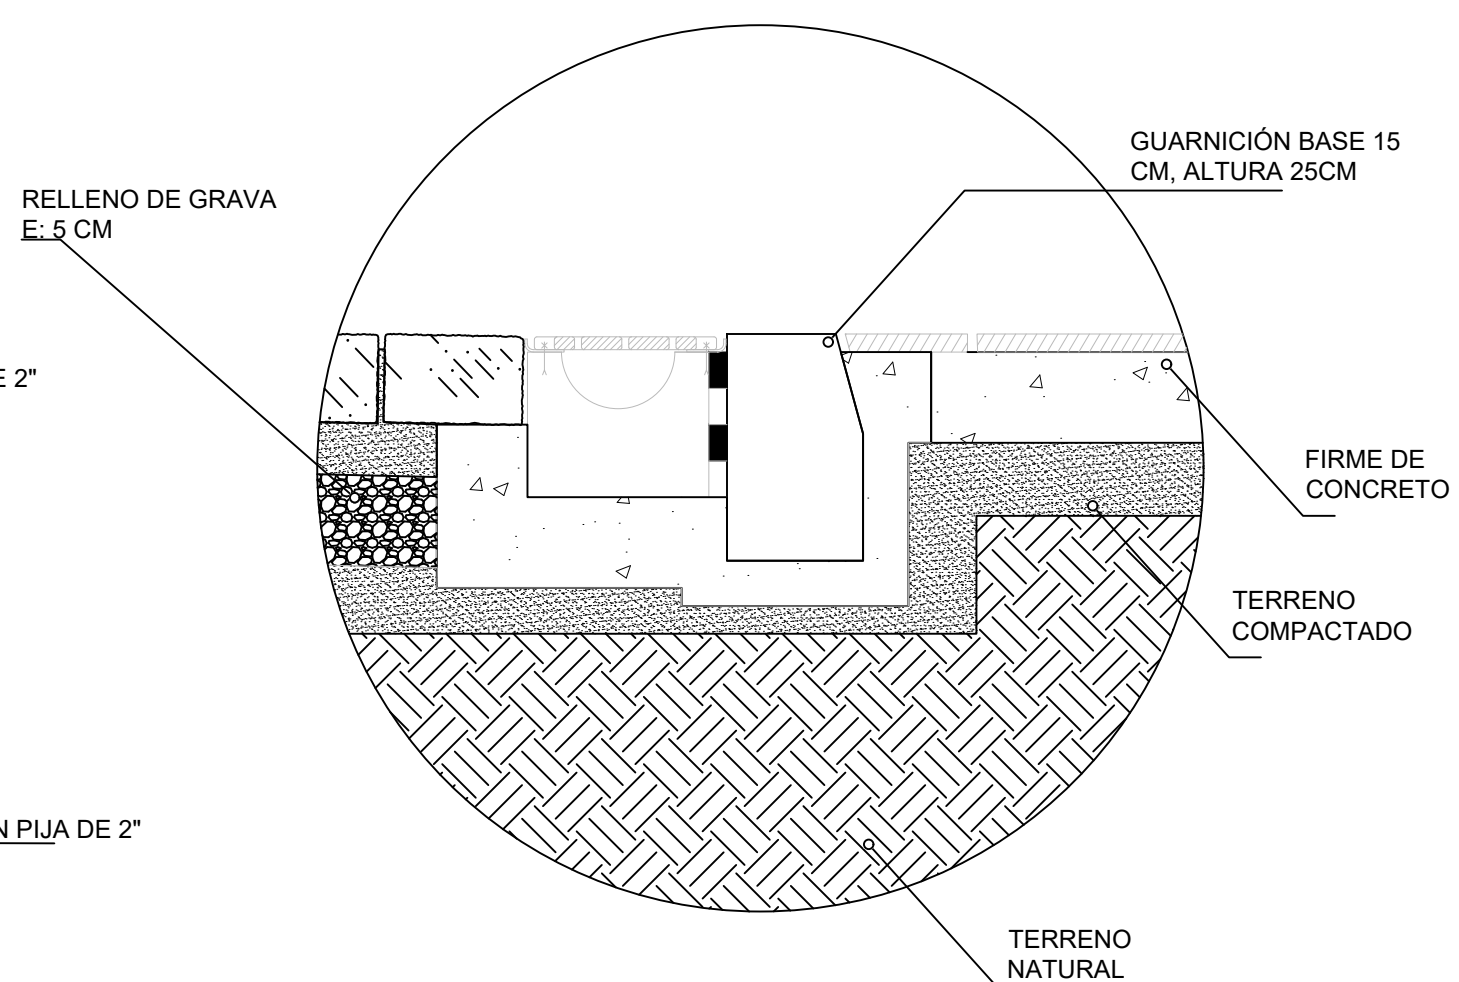 GUARNICIÓN BASE 15
CM, ALTURA 25CM
RELLENO DE GRAVA
E: 5 CM
E 2"
FIRME DE
CONCRETO
TERRENO
COMPACTADO
N PIJA DE 2"
TERRENO
NATURAL